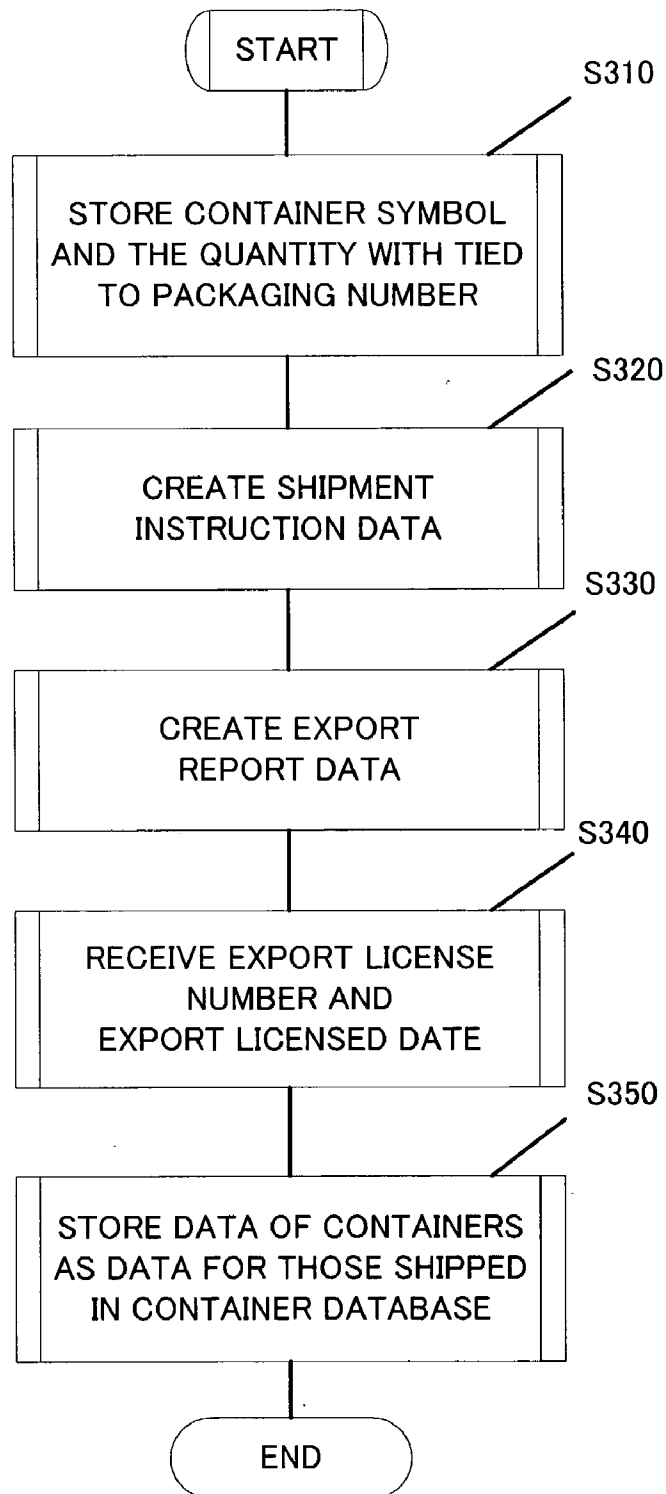 START
S310
STORE CONTAINER SYMBOL
AND THE QUANTITY WITH TIED
TO PACKAGING NUMBER
S320
CREATE SHIPMENT
INSTRUCTION DATA
S330
CREATE EXPORT
REPORT DATA
S340
RECEIVE EXPORT LICENSE
NUMBER AND
EXPORT LICENSED DATE
S350
STORE DATA OF CONTAINERS
AS DATA FOR THOSE SHIPPED
IN CONTAINER DATABASE
END